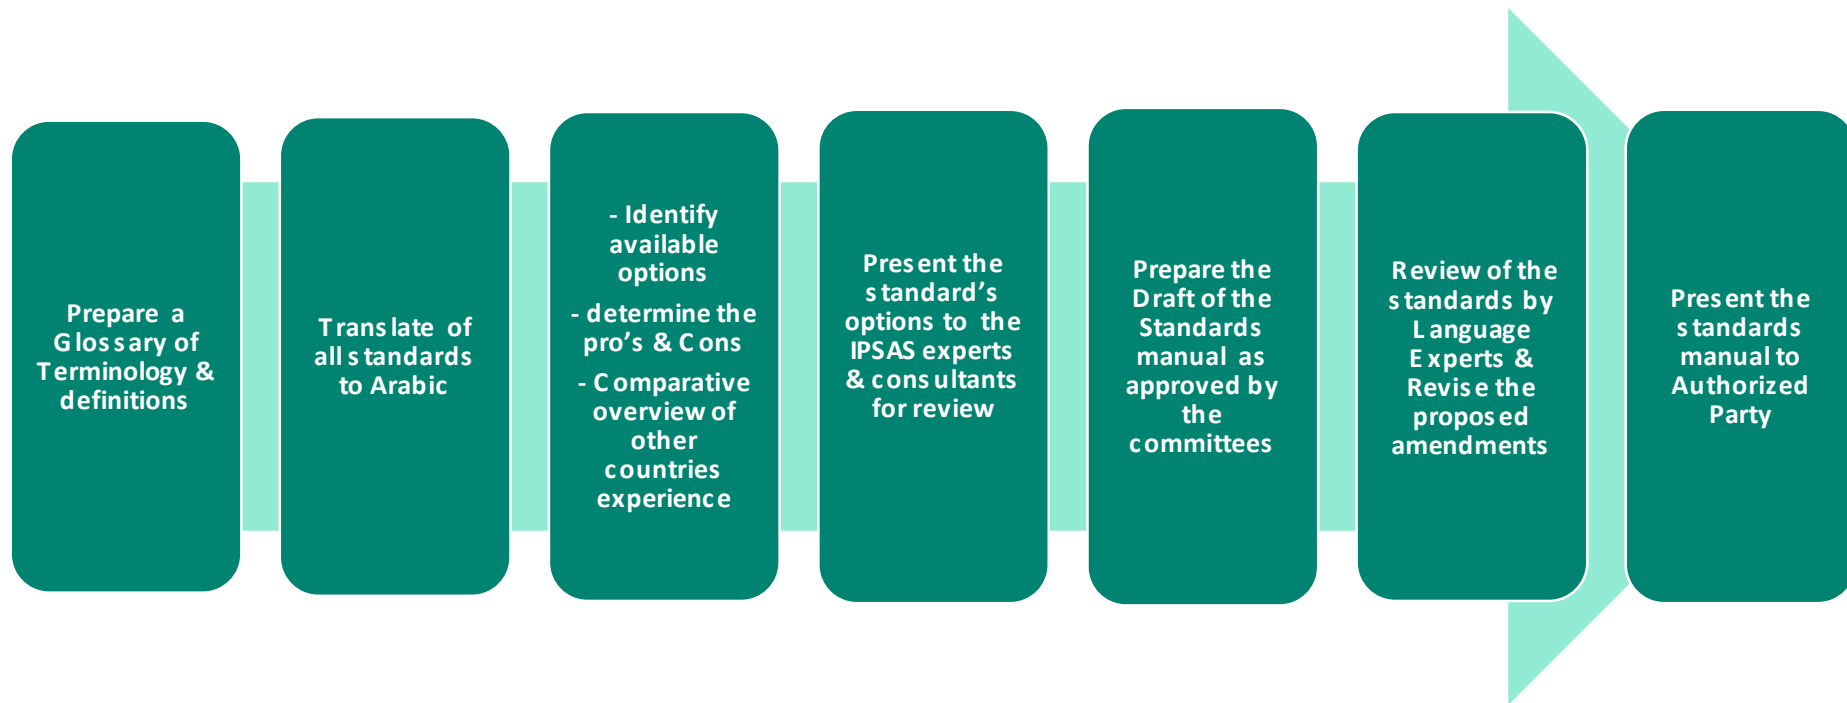 Prepare a
Glossary of
Terminology &
definitions
Translate of
all standards
to Arabic
- Identify
available
options
- determine the
pro's & Cons
- Comparative
overview of
other
countries
experience
Present the
standard's
options to the
IPSAS experts
& consultants
for review
Prepare the
Draft of the
Standards
manual as
approved by
the
committees
Review of the
standards by
Language
Experts &
Revise the
proposed
amendments
Present the
standards
manual to
Authorized
Party